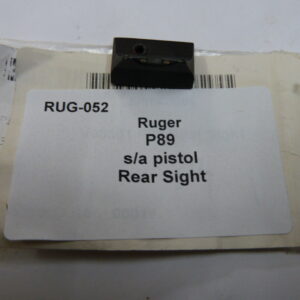 RUG-052
Ruger
P89
s/a pistol
Rear Sight